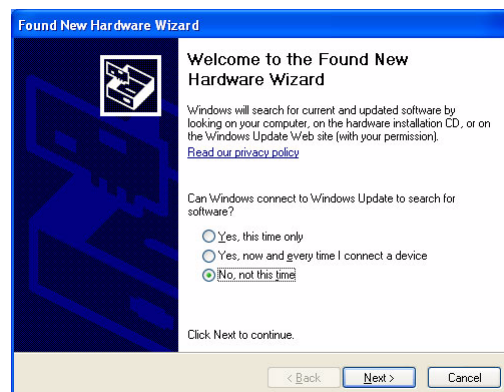 Found New Hardware Wizard
Welcome to the Found New
Hardware Wizard
Windows will search for current and updated software by
looking on your computer, on the hardware installation CD, or on
the Windows Update Web site (with your permission).
Read our privacy policy
Can Windows connect to Windows Update to search for
software?
Yes, this time only
Yes, now and every time I connect a device
No, not this time
Click Next to continue.
< Back Next > Cancel